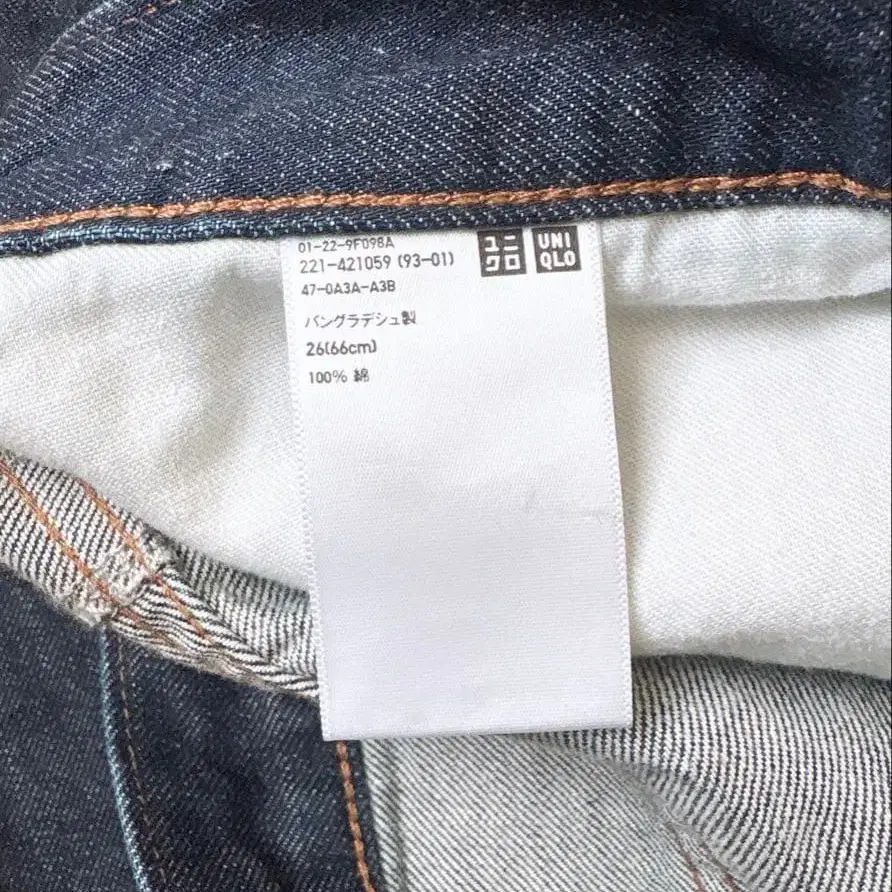 01-22-9F098A
221-421059 (93-01)
47-0A3A-A3B
ユニ
クロ
UNI
QLO
バングラデシュ製
26(66cm)
100% 綿